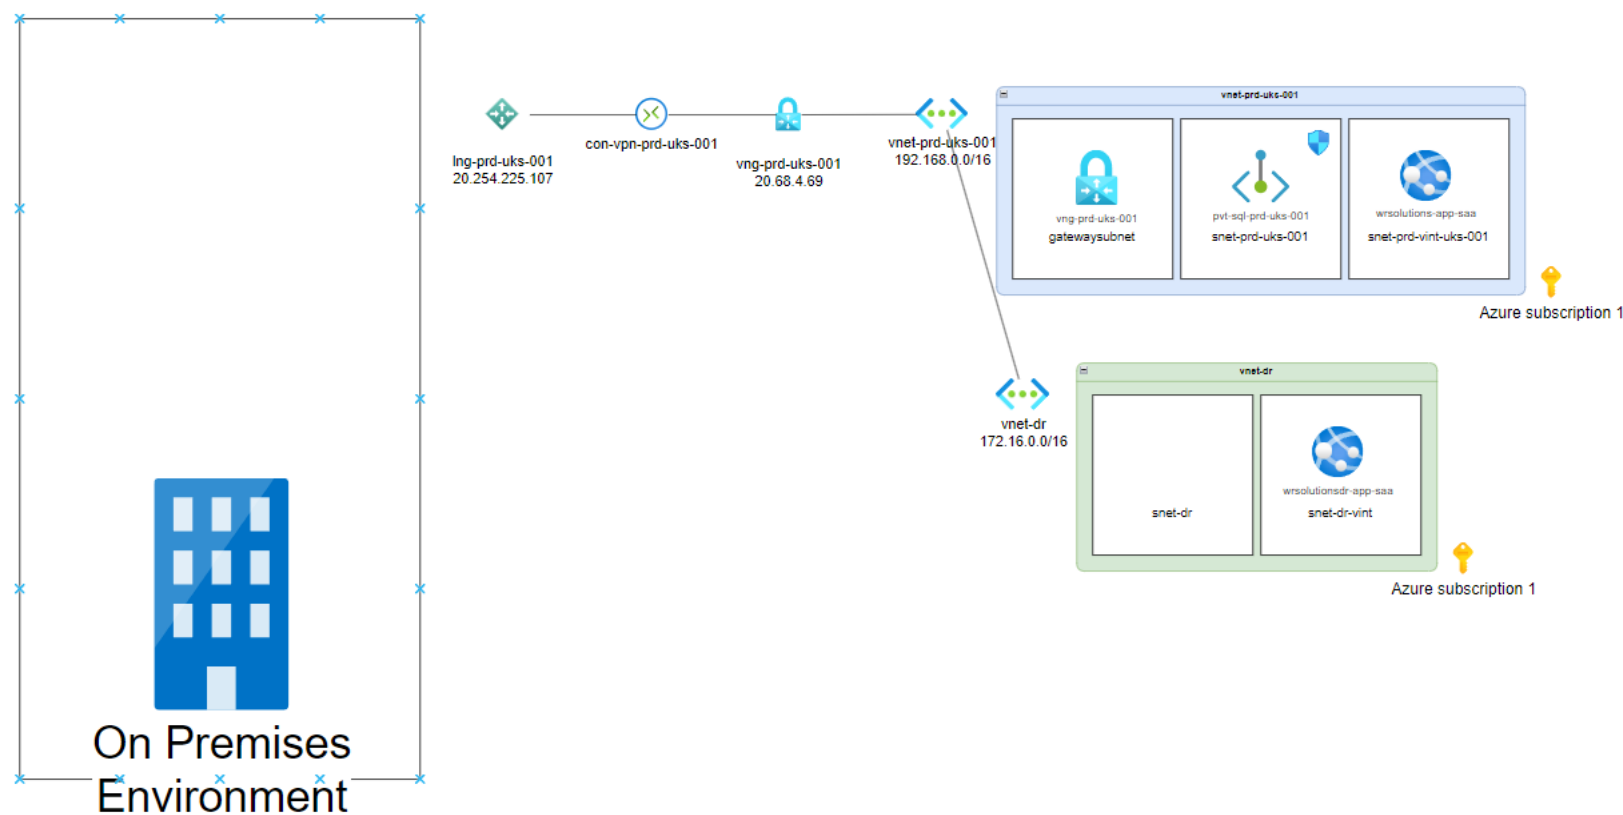 lng-prd-uks-001
20.254.225.107
con-vpn-prd-uks-001
vng-prd-uks-001
20.68.4.69
vnet-prd-uks-001
192.168.0.0/16
vnet-prd-uks-001
vng-prd-uks-001
gatewaysubnet
pvt-sql-prd-uks-001
snet-prd-uks-001
wrsolutions-app-saa
snet-prd-vint-uks-001
Azure subscription 1
vnet-dr
172.16.0.0/16
vnet-dr
snet-dr
wrsolutionsdr-app-saa
snet-dr-vint
Azure subscription 1
On Premises
Environment